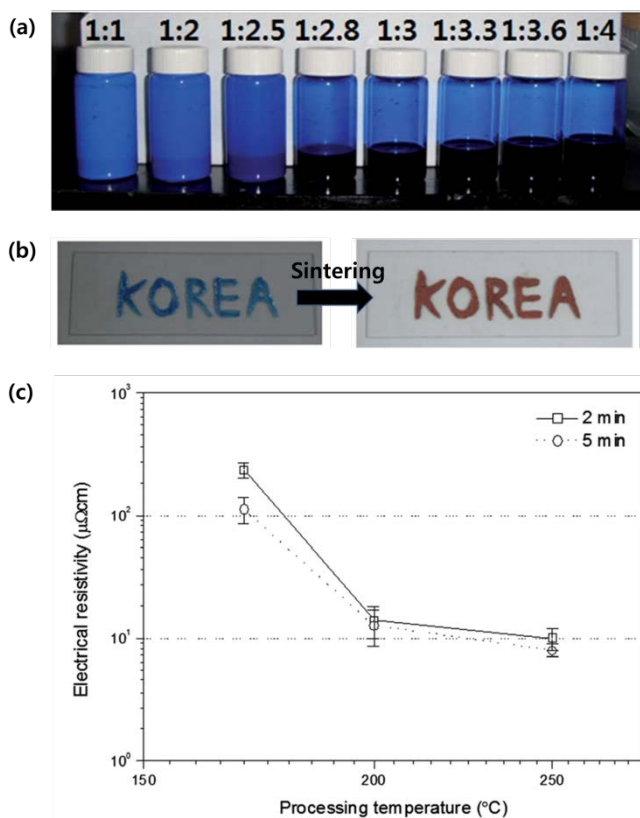 (a)
1:1 1:2 1:2.5 1:2.8 1:3 1:3.3 1:3.6 1:4
(b)
KOREA Sintering KOREA
(c)
10³
2 min
5 min
10²
10¹
10⁰
Electrical resistivity (μΩcm)
150 200 250
Processing temperature (°C)